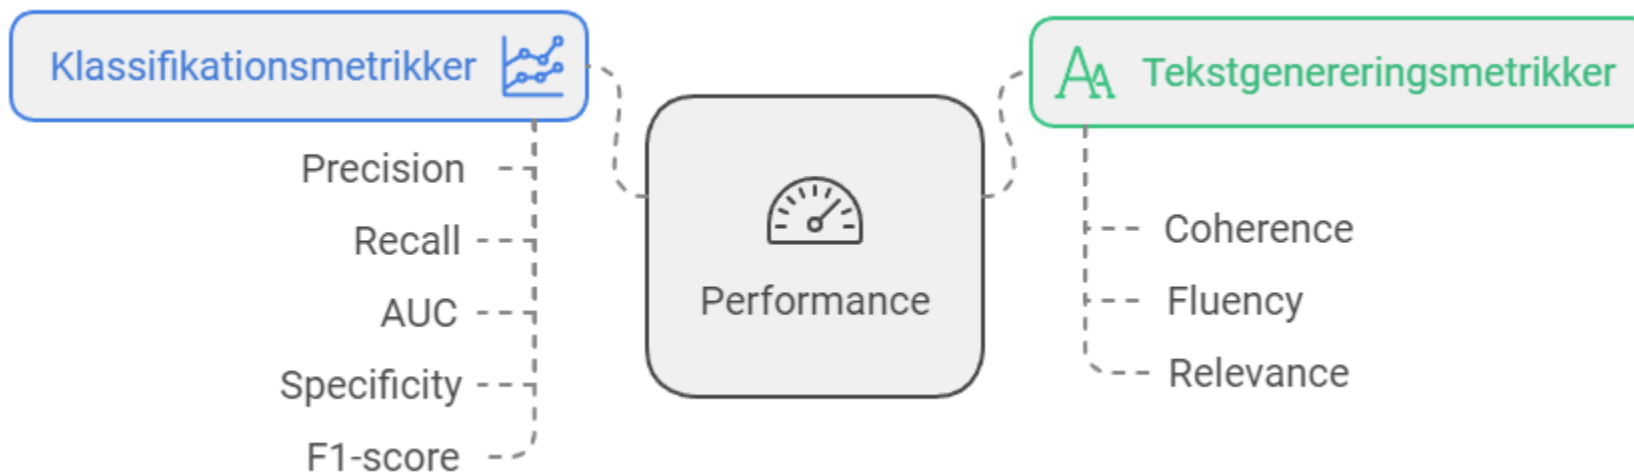 Klassifikationsmetrikker
Precision
Recall
AUC
Specificity
F1-score
Performance
Tekstgenereringsmetrikker
Coherence
Fluency
Relevance